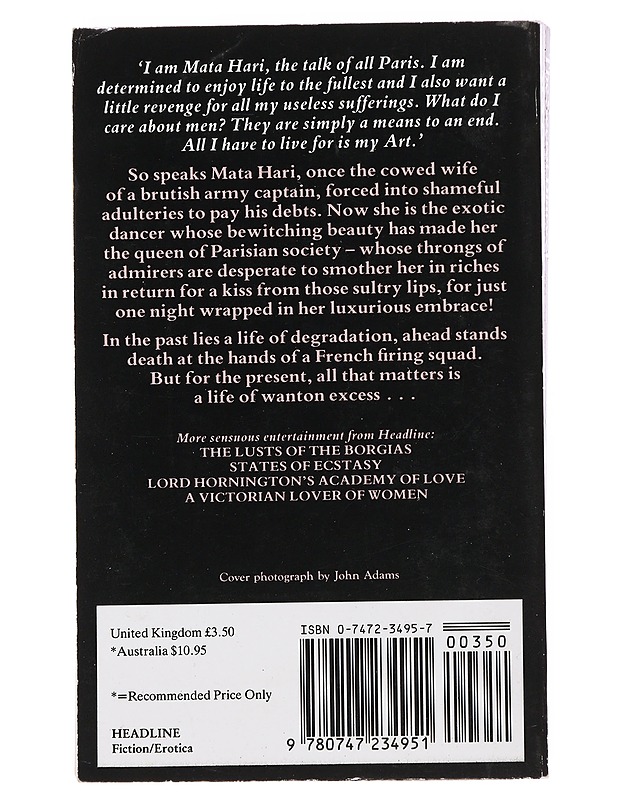 ‘I am Mata Hari, the talk of all Paris. I am
determined to enjoy life to the fullest and I also want a
little revenge for all my useless sufferings. What do I
care about men? They are simply a means to an end.
All I have to live for is my Art.’
So speaks Mata Hari, once the cowed wife
of a brutish army captain, forced into shameful
adulteries to pay his debts. Now she is the exotic
dancer whose bewitching beauty has made her
the queen of Parisian society – whose throngs of
admirers are desperate to smother her in riches
in return for a kiss from those sultry lips, for just
one night wrapped in her luxurious embrace!
In the past lies a life of degradation, ahead stands
death at the hands of a French firing squad.
But for the present, all that matters is
a life of wanton excess . . .
More sensuous entertainment from Headline:
THE LUSTS OF THE BORGIAS
STATES OF ECSTASY
LORD HORNINGTON'S ACADEMY OF LOVE
A VICTORIAN LOVER OF WOMEN
Cover photograph by John Adams
United Kingdom £3.50
*Australia $10.95
*=Recommended Price Only
HEADLINE
Fiction/Erotica
ISBN 0-7472-3495-7
00350
9 780747 234951